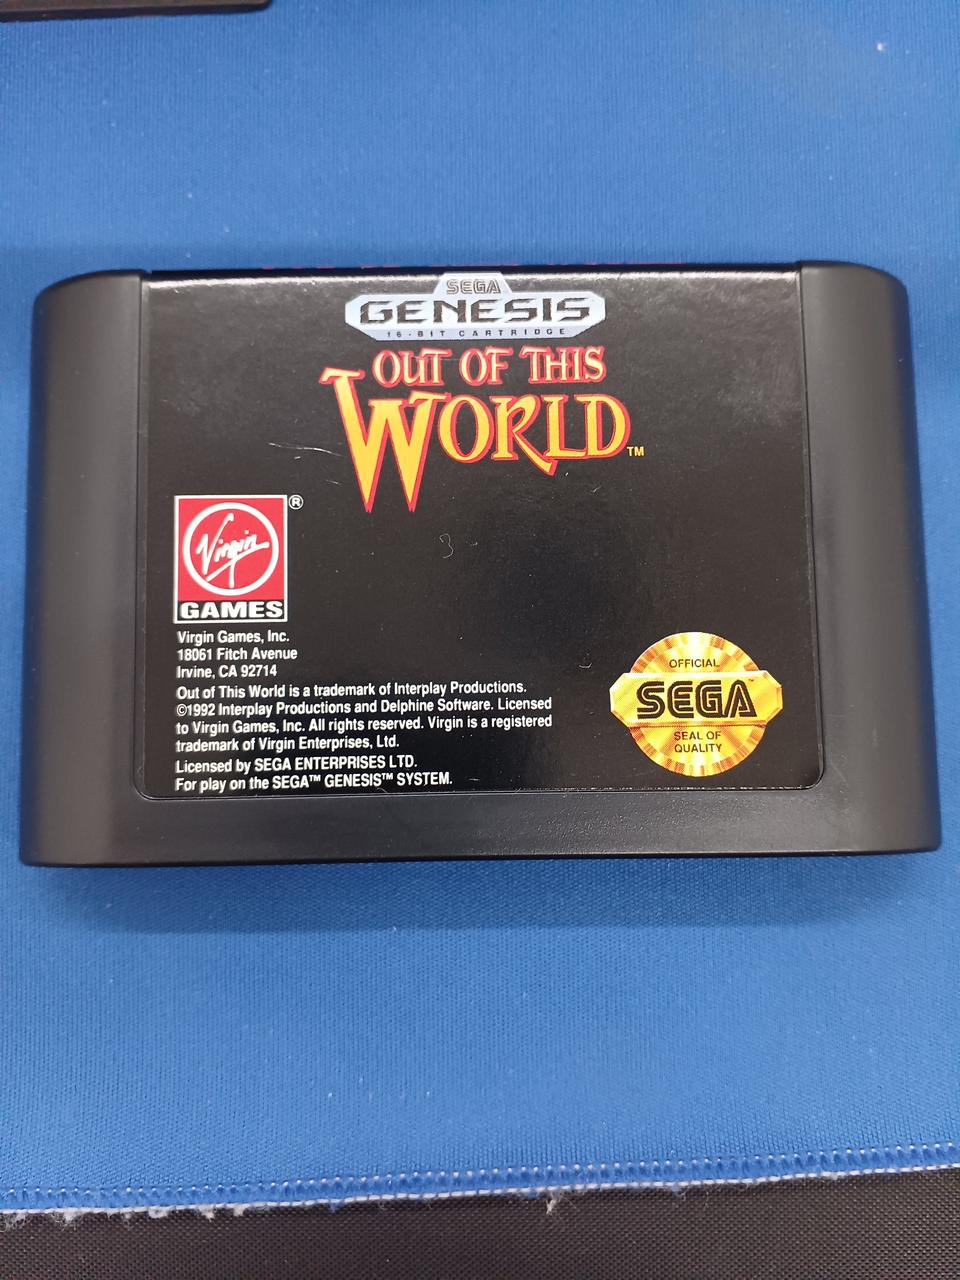 SEGA
GENESIS
16-BIT CARTRIDGE
OUT OF THIS
WORLD™
Virgin®
GAMES
Virgin Games, Inc.
18061 Fitch Avenue
Irvine, CA 92714
Out of This World is a trademark of Interplay Productions.
©1992 Interplay Productions and Delphine Software. Licensed
to Virgin Games, Inc. All rights reserved. Virgin is a registered
trademark of Virgin Enterprises, Ltd.
Licensed by SEGA ENTERPRISES LTD.
For play on the SEGA™ GENESIS™ SYSTEM.
OFFICIAL
SEGA™
SEAL OF
QUALITY